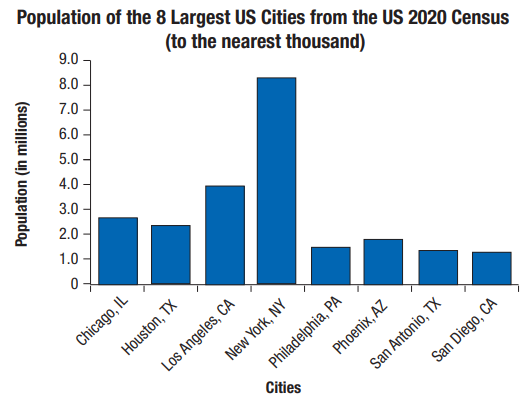 Population of the 8 Largest US Cities from the US 2020 Census
(to the nearest thousand)
Population (in millions)
9.0
8.0
7.0
6.0
5.0
4.0
3.0
2.0
1.0
0
Chicago, IL
Houston, TX
Los Angeles, CA
New York, NY
Philadelphia, PA
Phoenix, AZ
San Antonio, TX
San Diego, CA
Cities